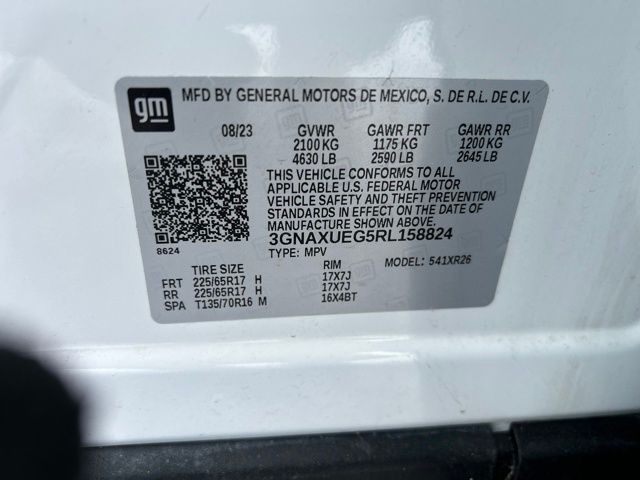 gm MFD BY GENERAL MOTORS DE MEXICO, S. DE R.L. DE C.V.
08/23 GVWR GAWR FRT GAWR RR
2100 KG 1175 KG 1200 KG
4630 LB 2590 LB 2645 LB
THIS VEHICLE CONFORMS TO ALL
APPLICABLE U.S. FEDERAL MOTOR
VEHICLE SAFETY AND THEFT PREVENTION
STANDARDS IN EFFECT ON THE DATE OF
MANUFACTURE SHOWN ABOVE.
8624 3GNAXUEG5RL158824
TYPE: MPV MODEL: 541XR26
TIRE SIZE RIM
FRT 225/65R17 H 17X7J
RR 225/65R17 H 17X7J
SPA T135/70R16 M 16X4BT